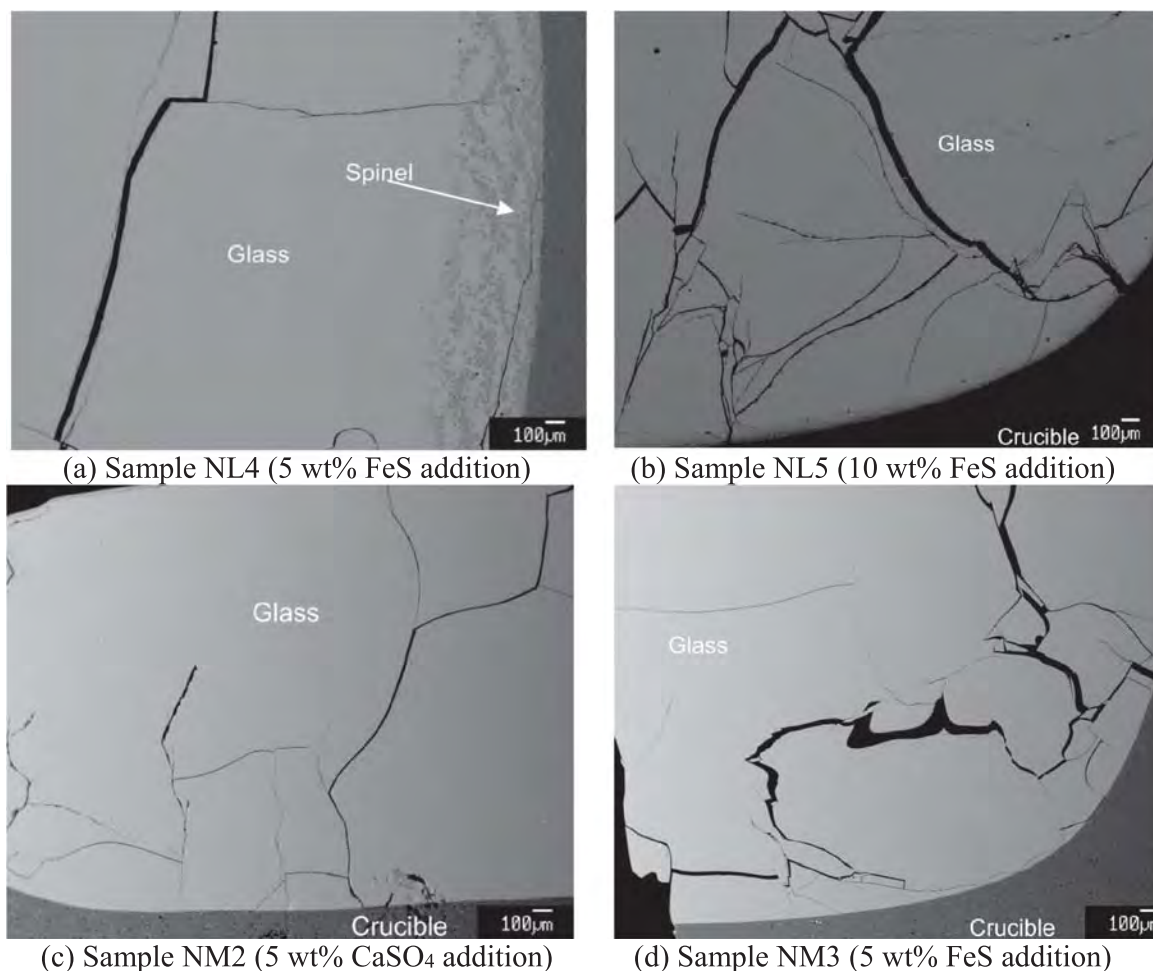 Spinel
Glass
100μm
Glass
Crucible
100μm
(a) Sample NL4 (5 wt% FeS addition)
(b) Sample NL5 (10 wt% FeS addition)
Glass
Crucible
100μm
Glass
Crucible
100μm
(c) Sample NM2 (5 wt% CaSO₄ addition)
(d) Sample NM3 (5 wt% FeS addition)